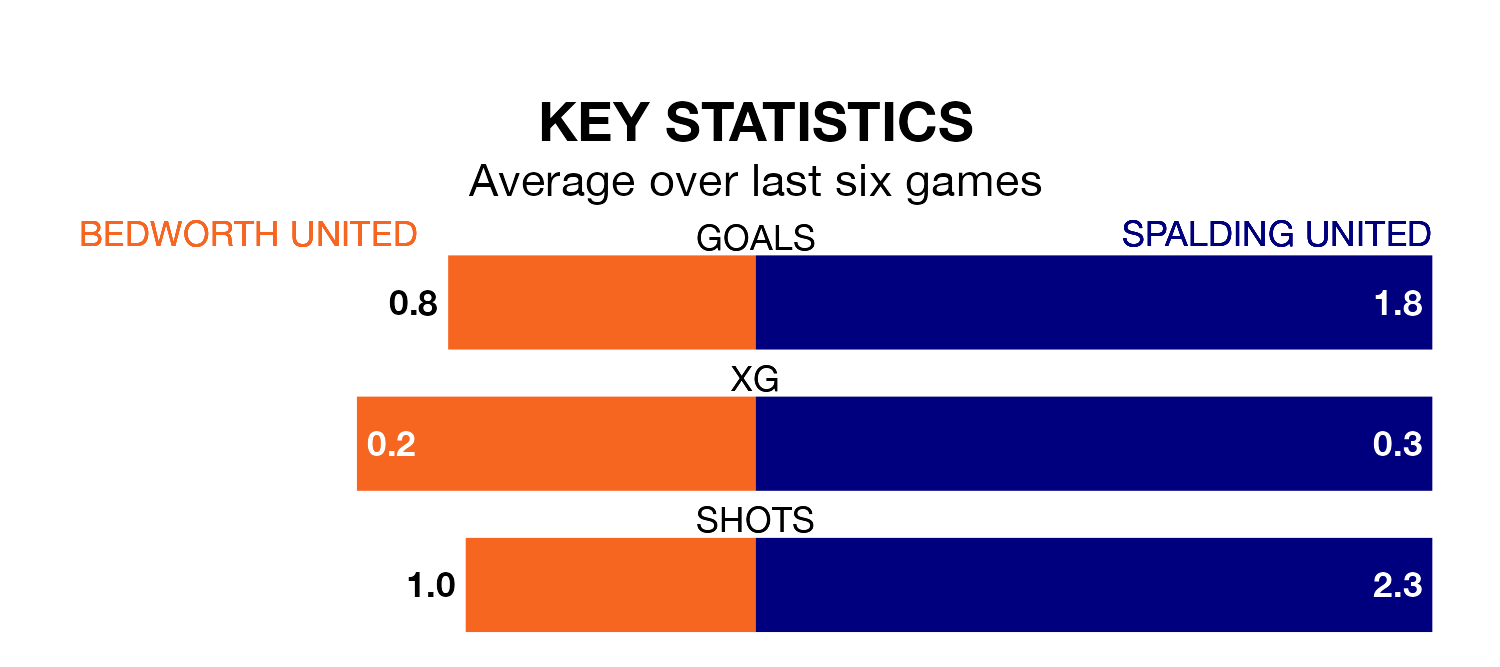 KEY STATISTICS
Average over last six games
BEDWORTH UNITED GOALS SPALDING UNITED
0.8 1.8
XG
0.2 0.3
SHOTS
1.0 2.3